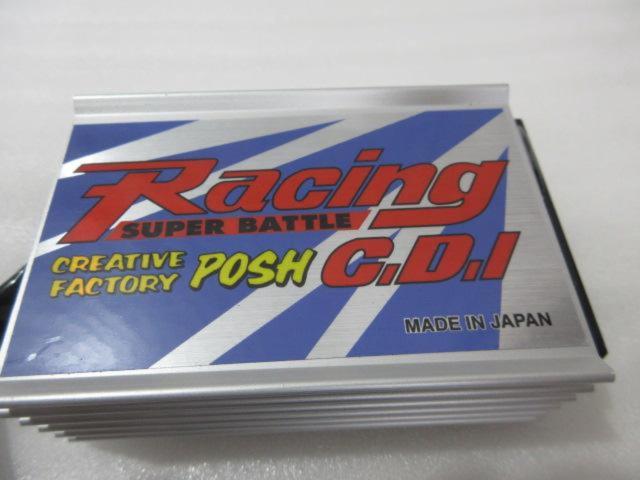 Racing
SUPER BATTLE
C.D.I
CREATIVE
FACTORY
POSH
MADE IN JAPAN